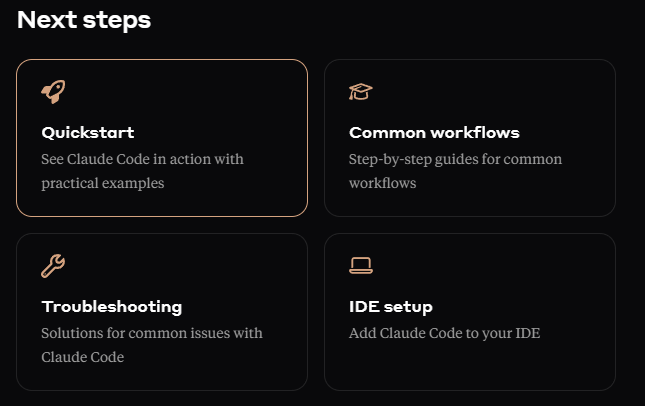 Next steps
Quickstart
See Claude Code in action with
practical examples
Common workflows
Step-by-step guides for common
workflows
Troubleshooting
Solutions for common issues with
Claude Code
IDE setup
Add Claude Code to your IDE